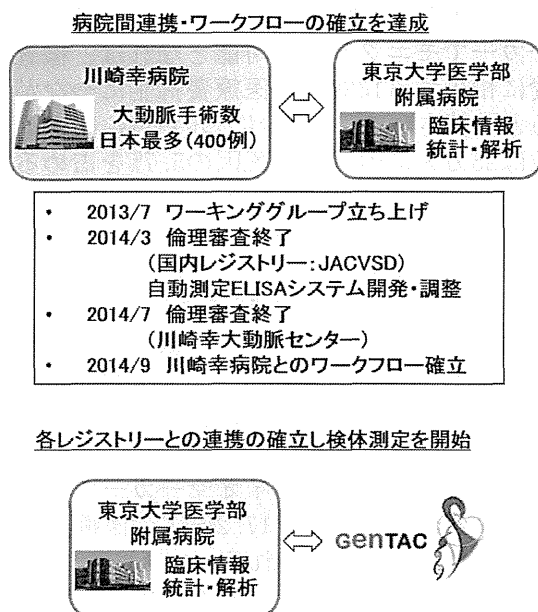 病院間連携・ワークフローの確立を達成
川崎幸病院
大動脈手術数
日本最多(400例)
東京大学医学部
附属病院
臨床情報
統計・解析
・ 2013/7 ワーキンググループ立ち上げ
・ 2014/3 倫理審査終了
(国内レジストリー:JACVSD)
自動測定ELISAシステム開発・調整
・ 2014/7 倫理審査終了
(川崎幸大動脈センター)
・ 2014/9 川崎幸病院とのワークフロー確立
各レジストリーとの連携の確立し検体測定を開始
東京大学医学部
附属病院
臨床情報
統計・解析
GenTAC